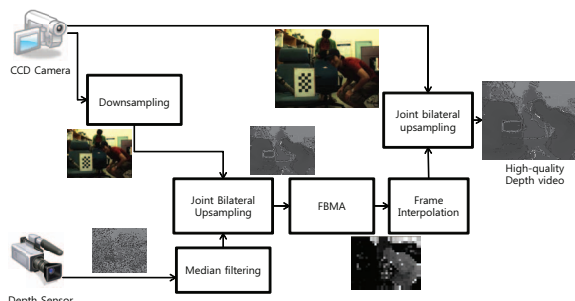 CCD Camera
Downsampling
Joint bilateral
upsampling
High-quality
Depth video
Joint Bilateral
Upsampling
FBMA
Frame
Interpolation
Median filtering
Depth Sensor